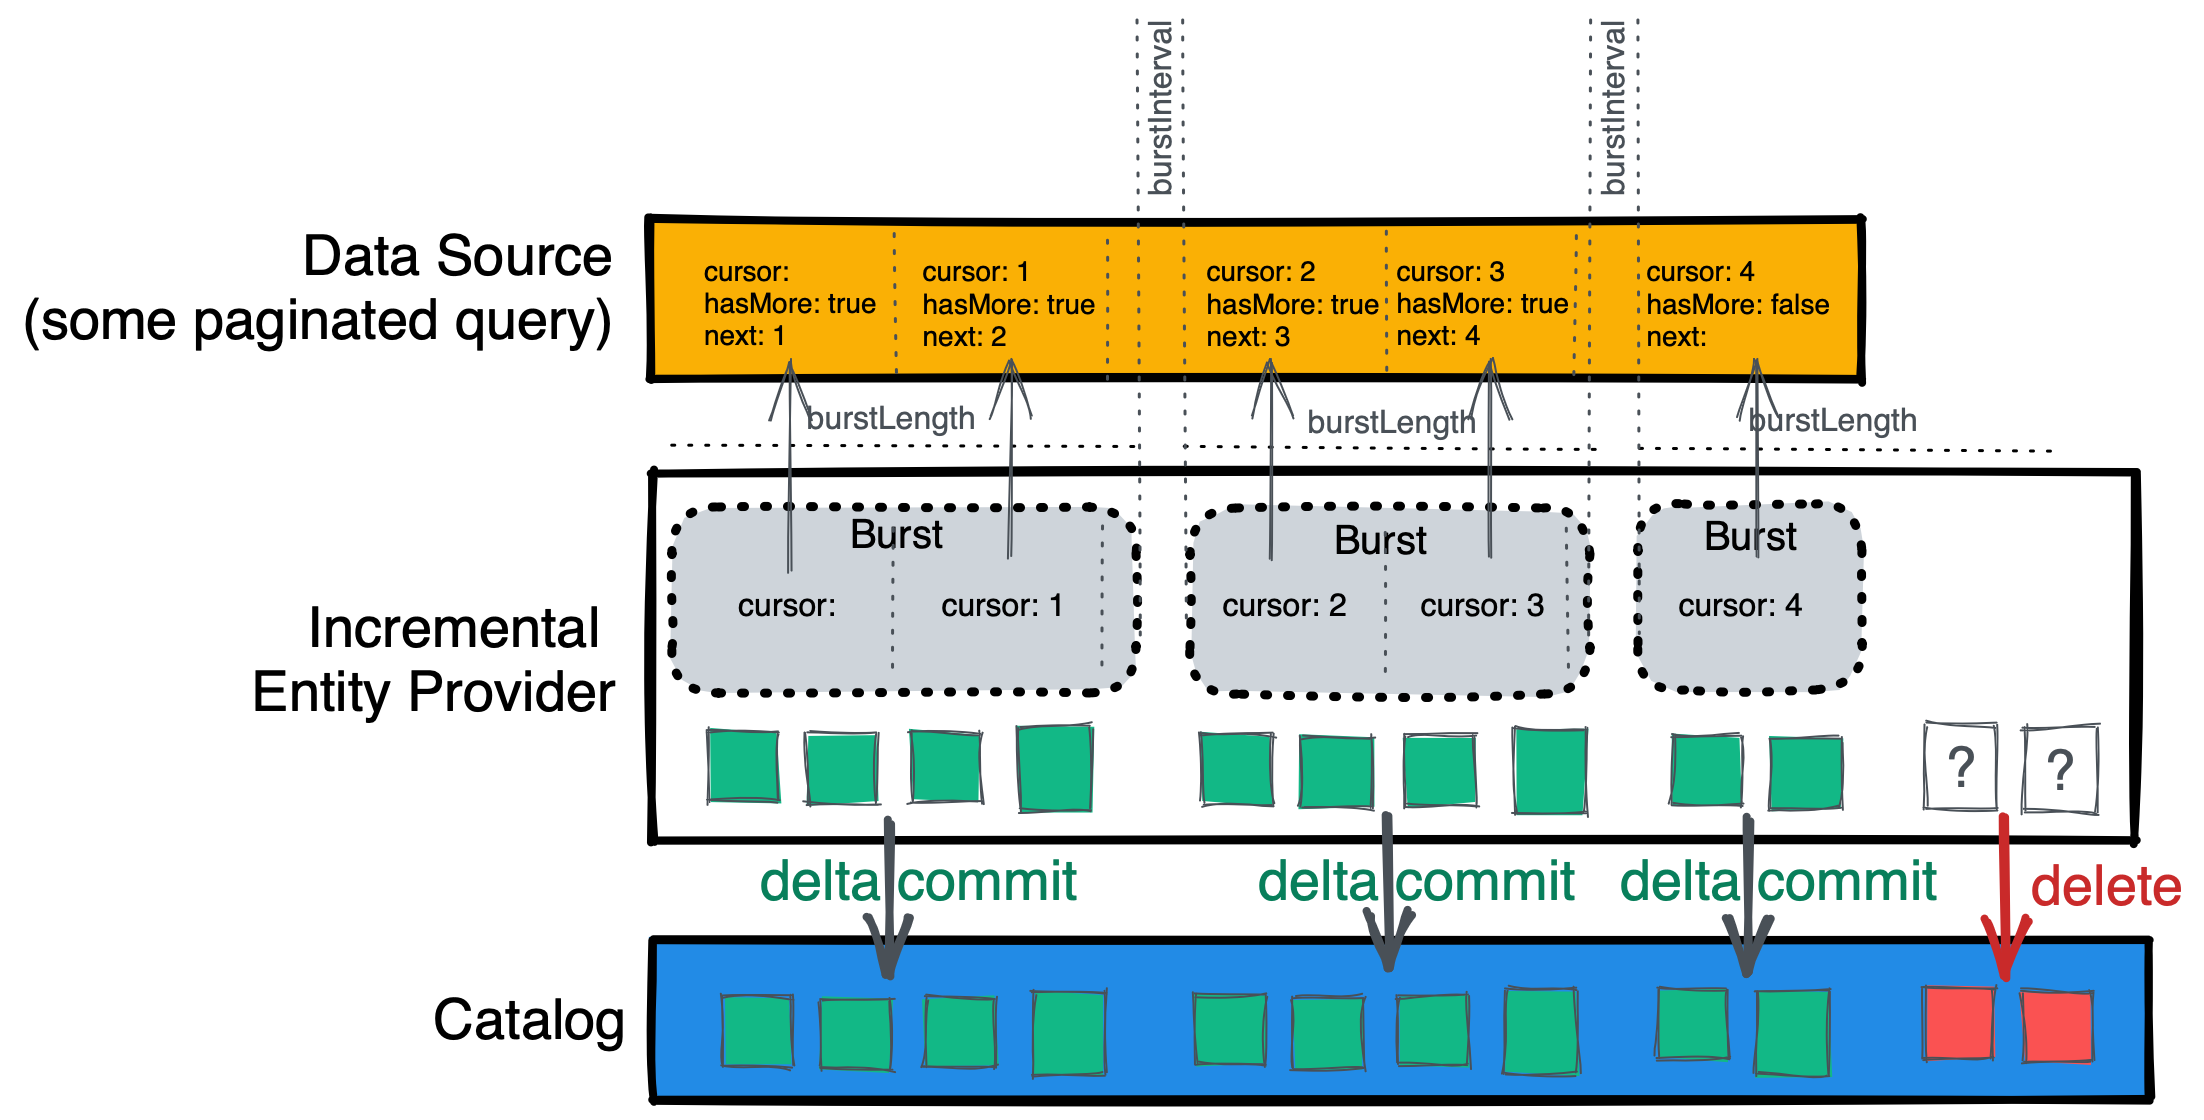 burstInterval
burstInterval
Data Source
(some paginated query)
cursor:
hasMore: true
next: 1
cursor: 1
hasMore: true
next: 2
cursor: 2
hasMore: true
next: 3
cursor: 3
hasMore: true
next: 4
cursor: 4
hasMore: false
next:
burstLength
burstLength
burstLength
Incremental
Entity Provider
Burst
cursor:
cursor: 1
Burst
cursor: 2
cursor: 3
Burst
cursor: 4
?
?
delta commit
delta commit
delta commit
delete
Catalog